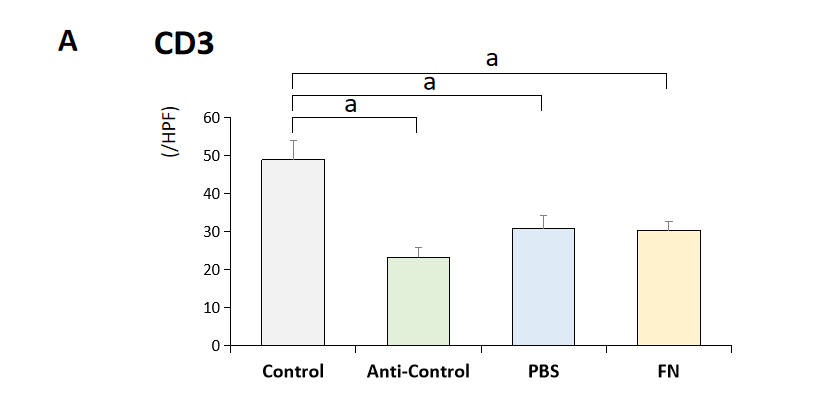 A
CD3
a
a
a
(/HPF)
60
50
40
30
20
10
0
Control
Anti-Control
PBS
FN